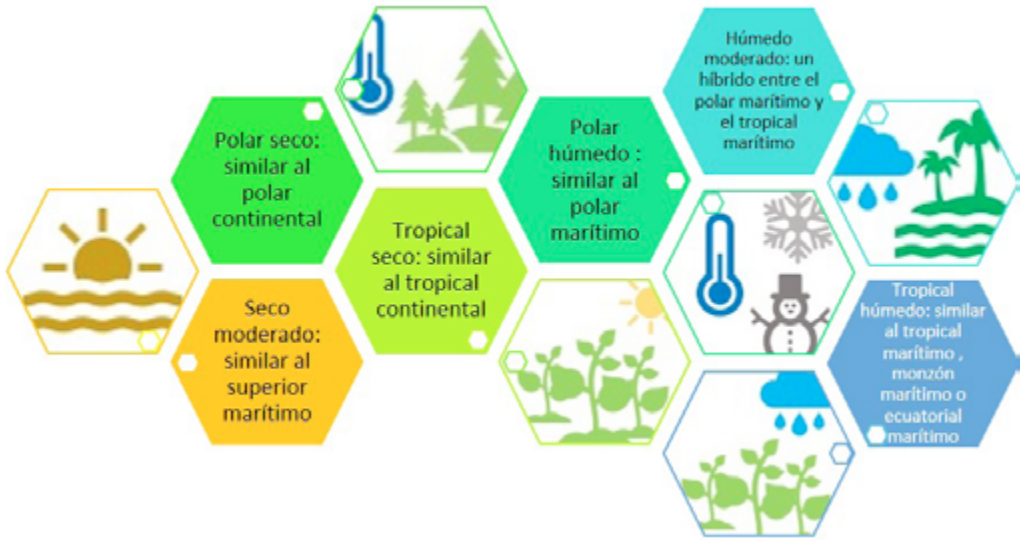 Polar seco:
similar al
polar
continental
Seco
moderado:
similar al
superior
marítimo
Tropical
seco: similar
al tropical
continental
Polar
húmedo :
similar al
polar
marítimo
Húmedo
moderado: un
híbrido entre el
polar marítimo y
el tropical
marítimo
Tropical
húmedo: similar
al tropical
marítimo ,
monzón
marítimo o
ecuatorial
marítimo